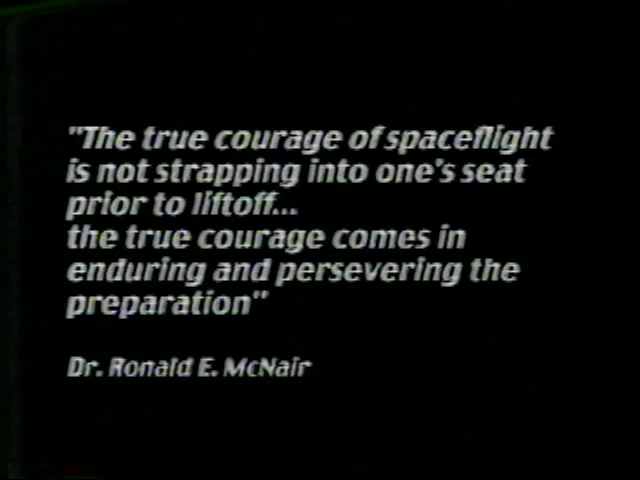 "The true courage of spaceflight
is not strapping into one's seat
prior to liftoff...
the true courage comes in
enduring and persevering the
preparation"
Dr. Ronald E. McNair